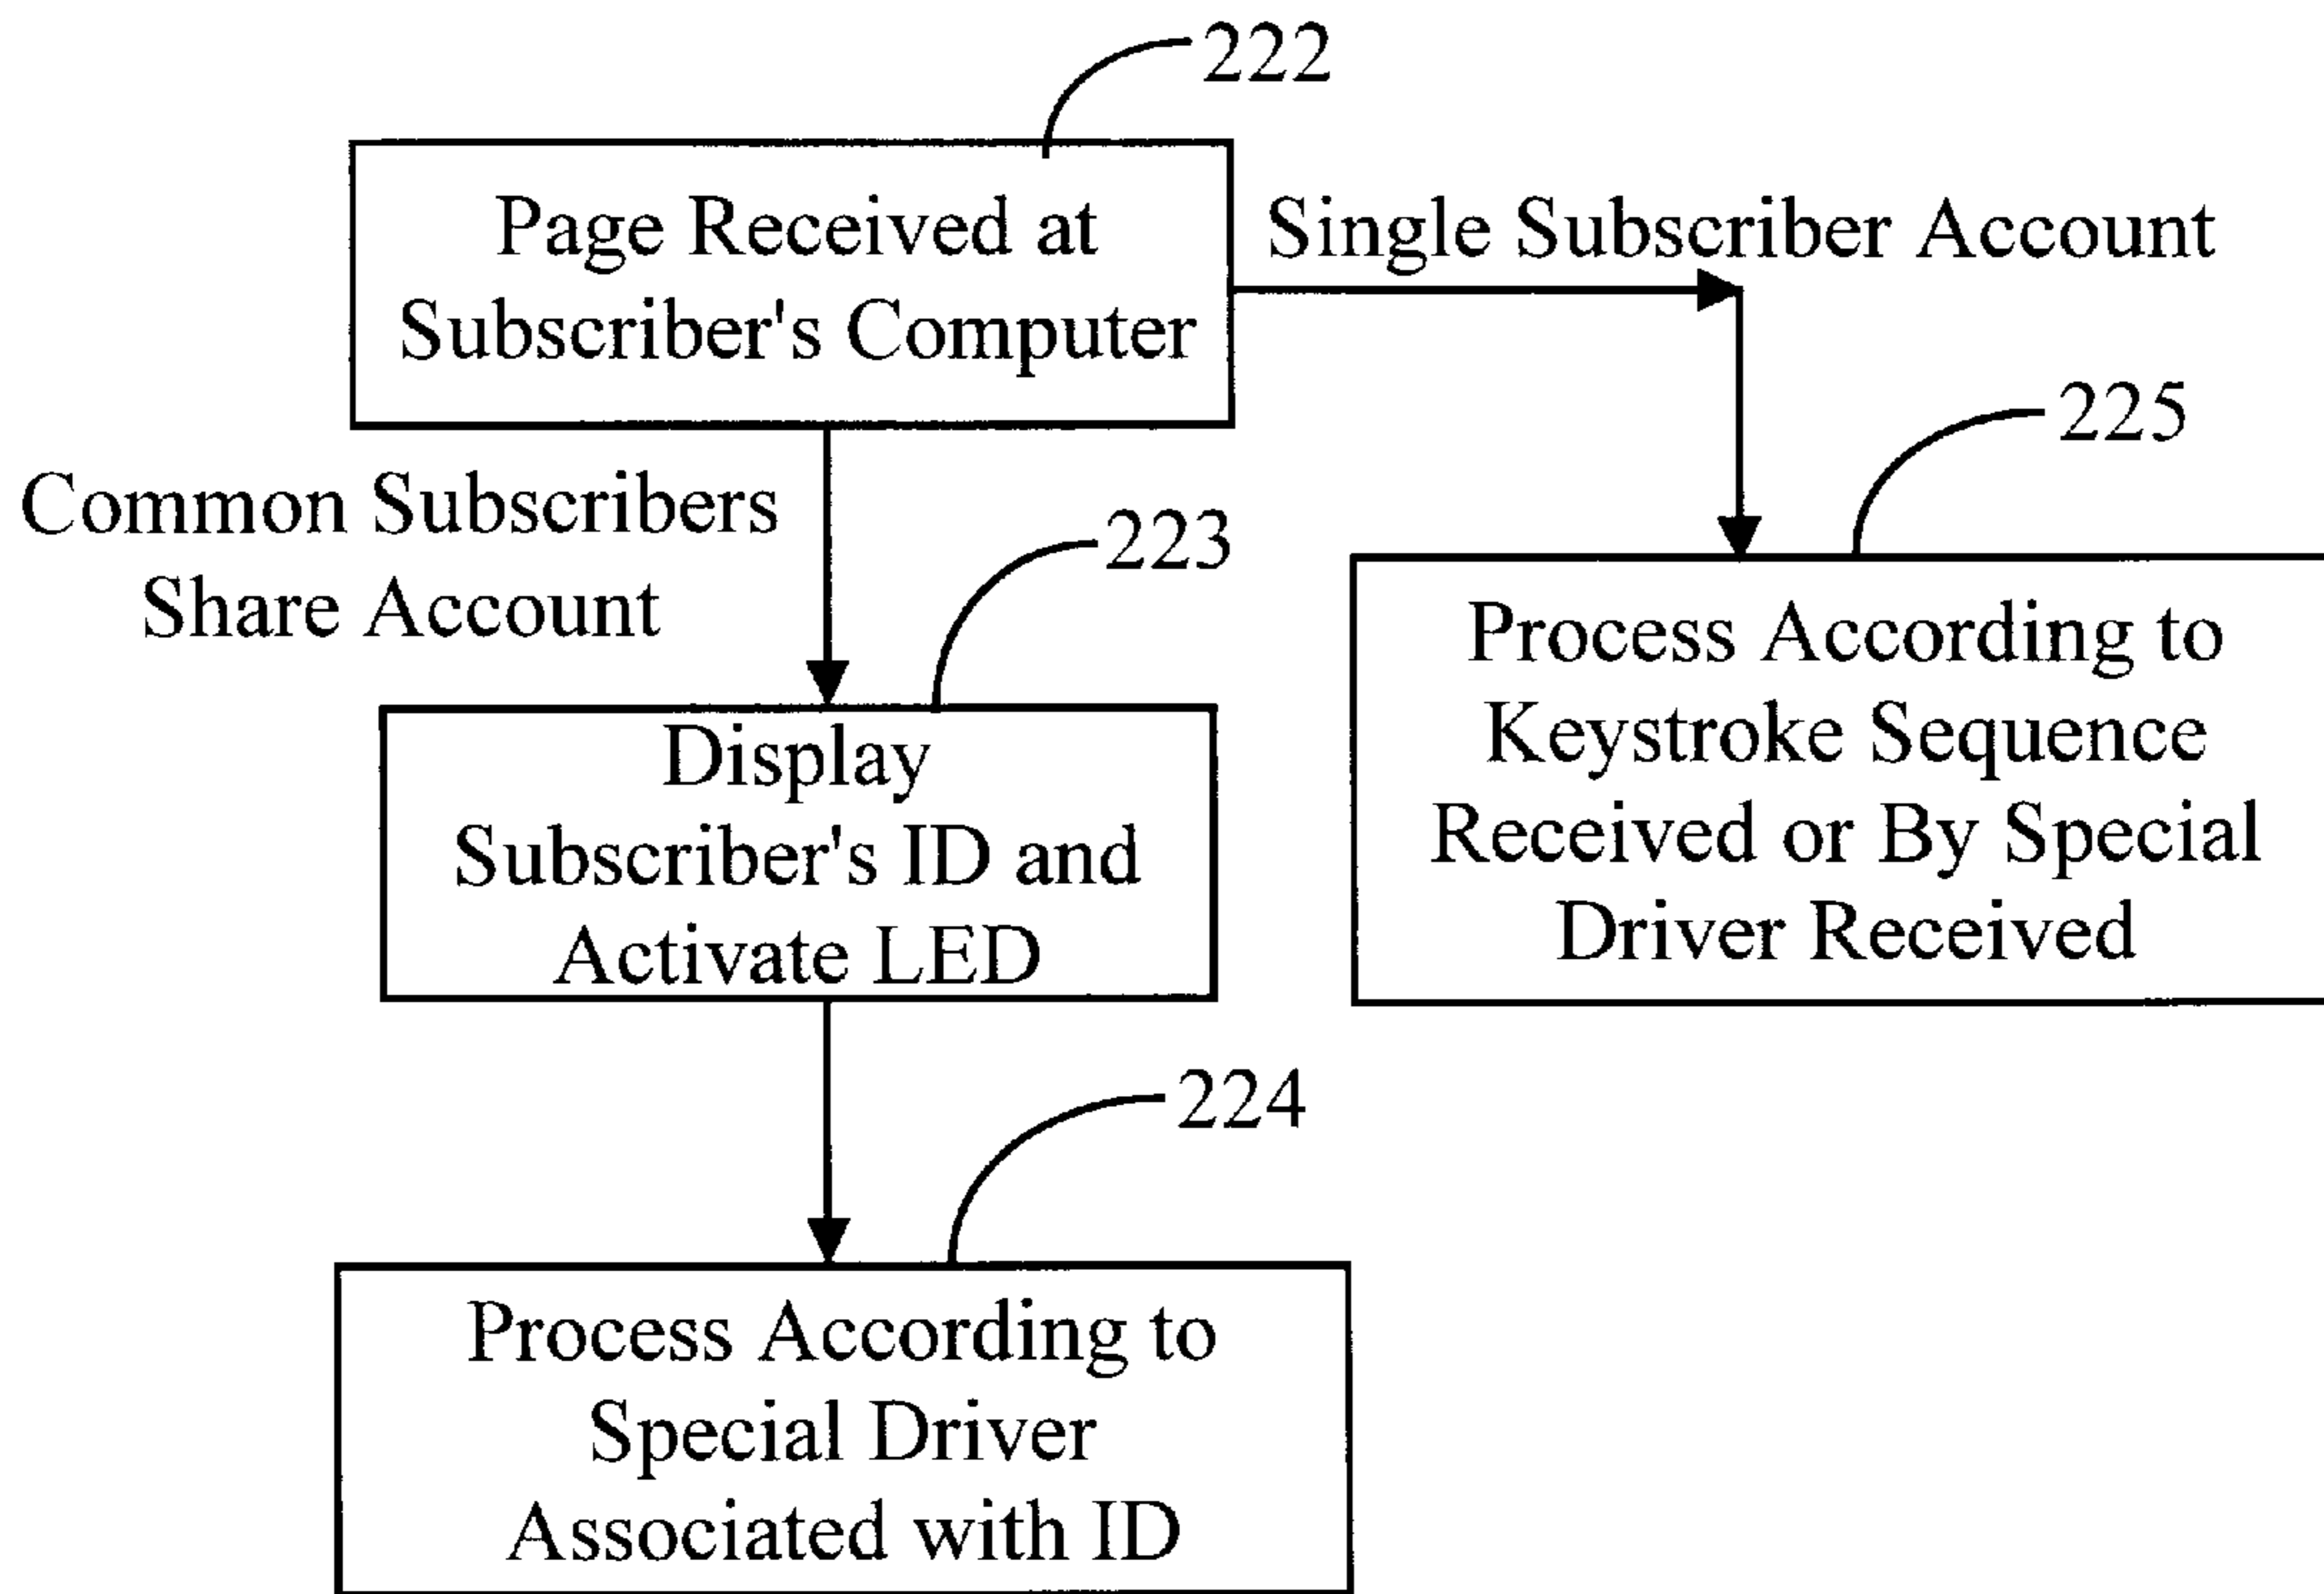 222
Page Received at
Subscriber's Computer
Single Subscriber Account
Common Subscribers
Share Account
223
225
Display
Subscriber's ID and
Activate LED
Process According to
Keystroke Sequence
Received or By Special
Driver Received
224
Process According to
Special Driver
Associated with ID